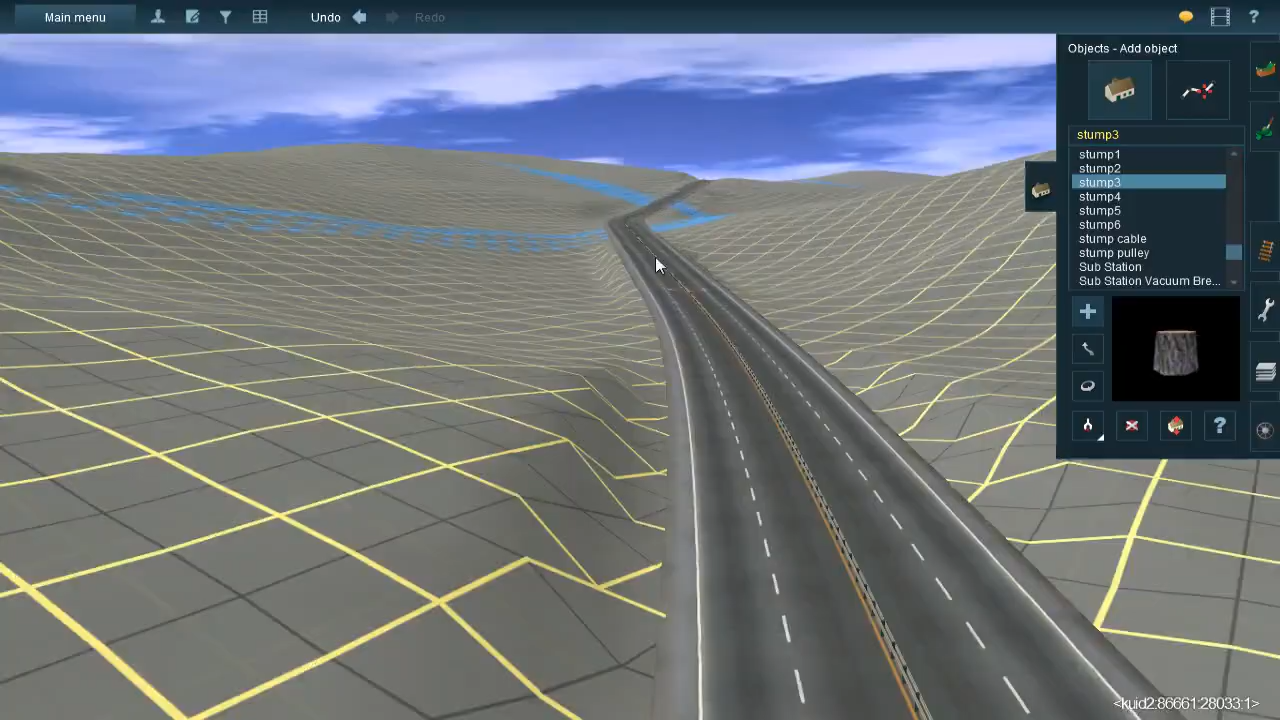 Main menu
Undo
Redo
?
Objects - Add object
stump3
stump1
stump2
stump3
stump4
stump5
stump6
stump cable
stump pulley
Sub Station
Sub Station Vacuum Bre...
?
<kuid2:86661:28033:1>